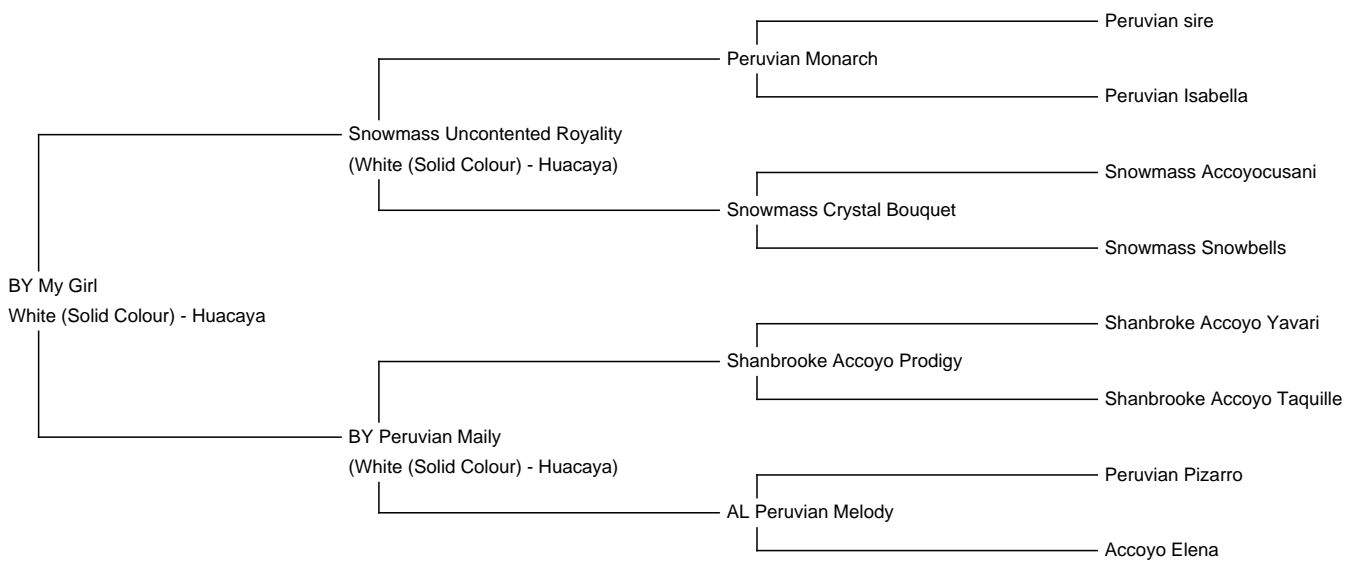 Peruvian sire
Peruvian Monarch
Peruvian Isabella
Snowmass Uncontented Royality
(White (Solid Colour) - Huacaya)
Snowmass Accoyocusani
Snowmass Crystal Bouquet
Snowmass Snowbells
BY My Girl
White (Solid Colour) - Huacaya
Shanbroke Accoyo Yavari
Shanbrooke Accoyo Prodigy
Shanbrooke Accoyo Taquille
BY Peruvian Maily
(White (Solid Colour) - Huacaya)
Peruvian Pizarro
AL Peruvian Melody
Accoyo Elena